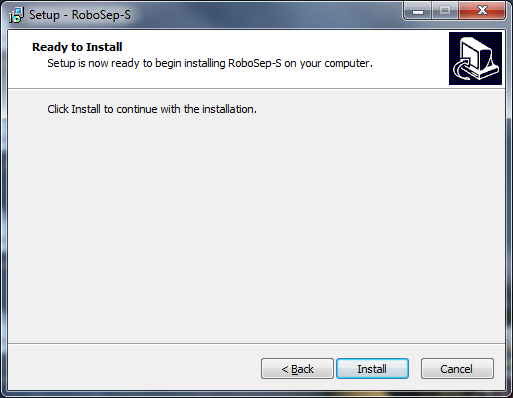 Setup - RoboSep-S
Ready to Install
Setup is now ready to begin installing RoboSep-S on your computer.
Click Install to continue with the installation.
< Back
Install
Cancel